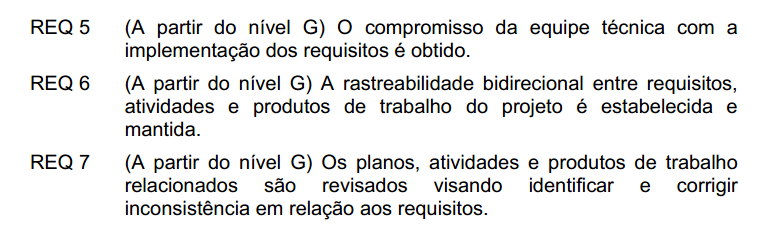 REQ 5 (A partir do nível G) O compromisso da equipe técnica com a
implementação dos requisitos é obtido.
REQ 6 (A partir do nível G) A rastreabilidade bidirecional entre requisitos,
atividades e produtos de trabalho do projeto é estabelecida e
mantida.
REQ 7 (A partir do nível G) Os planos, atividades e produtos de trabalho
relacionados são revisados visando identificar e corrigir
inconsistência em relação aos requisitos.